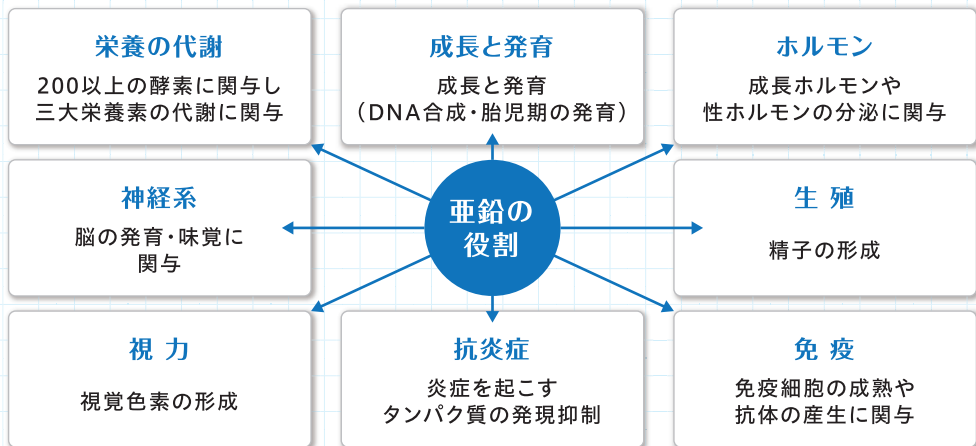 栄養の代謝
200以上の酵素に関与し
三大栄養素の代謝に関与
成長と発育
成長と発育
（DNA合成・胎児期の発育）
ホルモン
成長ホルモンや
性ホルモンの分泌に関与
神経系
脳の発育・味覚に
関与
亜鉛の
役割
生 殖
精子の形成
視 力
視覚色素の形成
抗炎症
炎症を起こす
タンパク質の発現抑制
免 疫
免疫細胞の成熟や
抗体の産生に関与